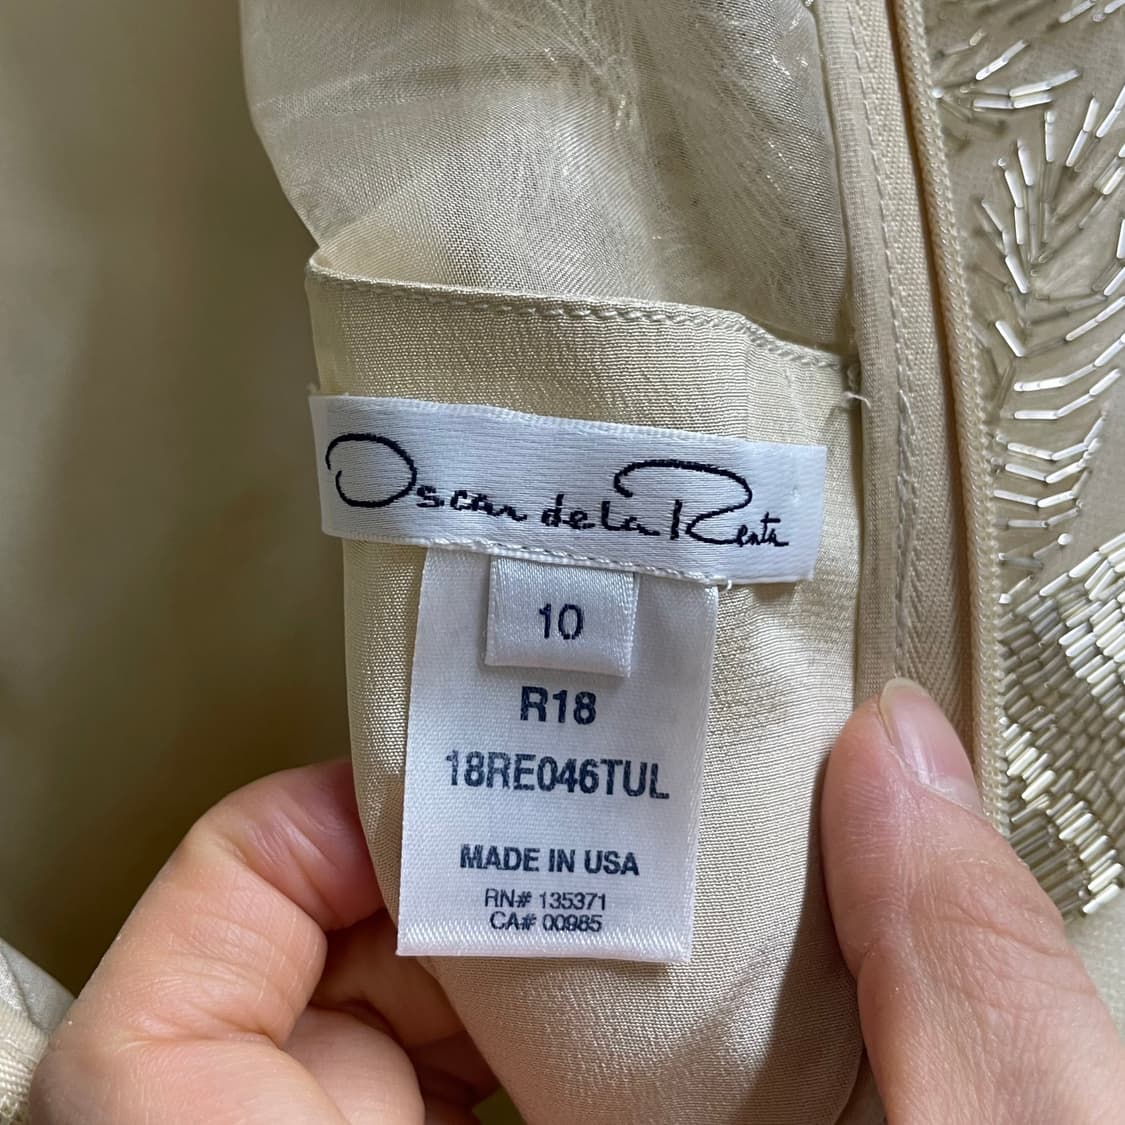 Oscar de la Renta
10
R18
18RE046TUL
MADE IN USA
RN# 135371
CA# 00985